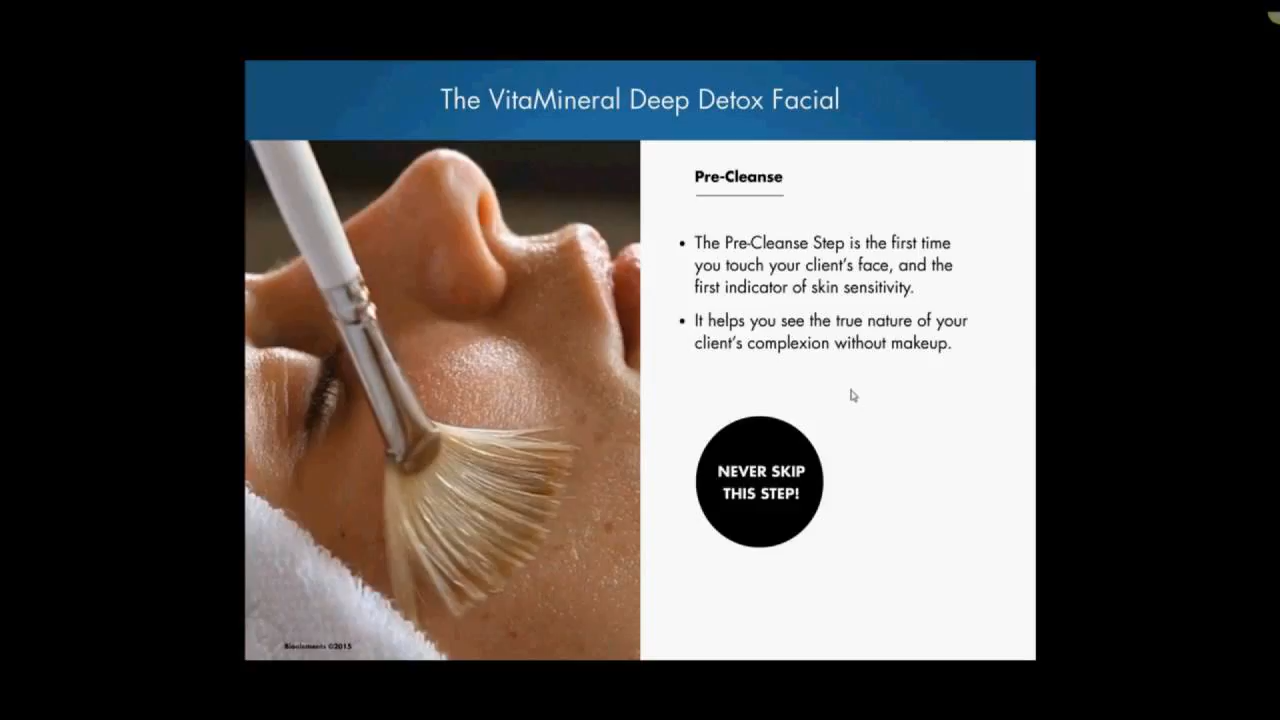 The VitaMineral Deep Detox Facial
Pre-Cleanse
• The Pre-Cleanse Step is the first time
you touch your client's face, and the
first indicator of skin sensitivity.
• It helps you see the true nature of your
client's complexion without makeup.
NEVER SKIP
THIS STEP!
Bioelements ©2015